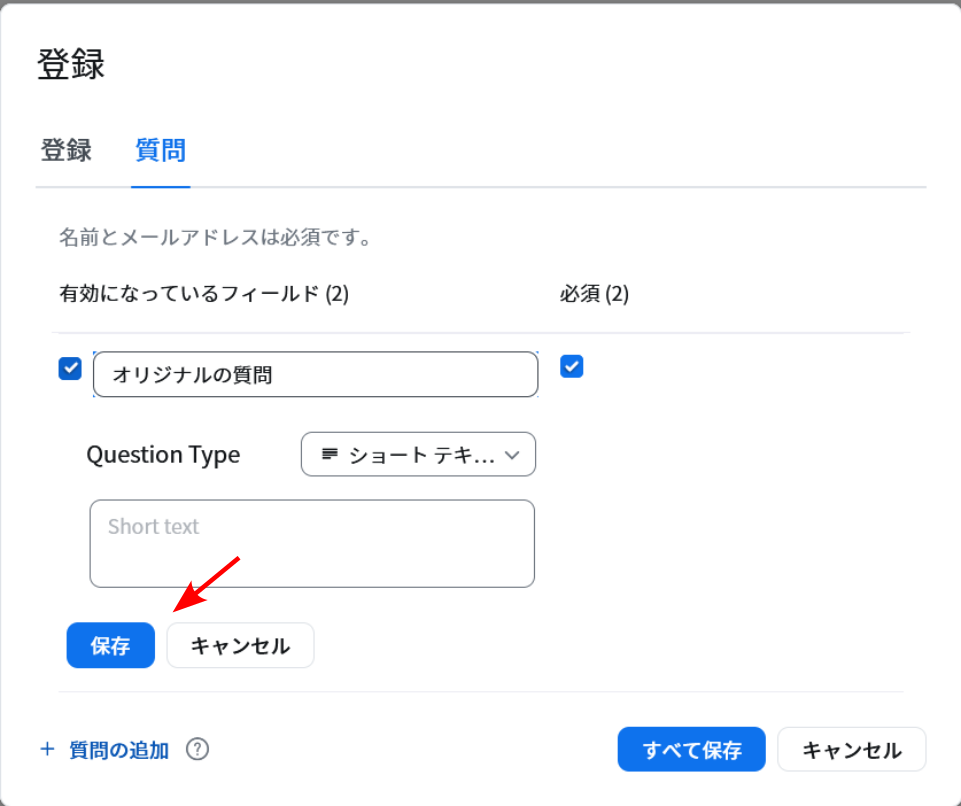 登録
登録 質問
名前とメールアドレスは必須です。
有効になっているフィールド (2) 必須 (2)
オリジナルの質問
Question Type ショート テキ...
Short text
保存 キャンセル
+ 質問の追加 ? すべて保存 キャンセル